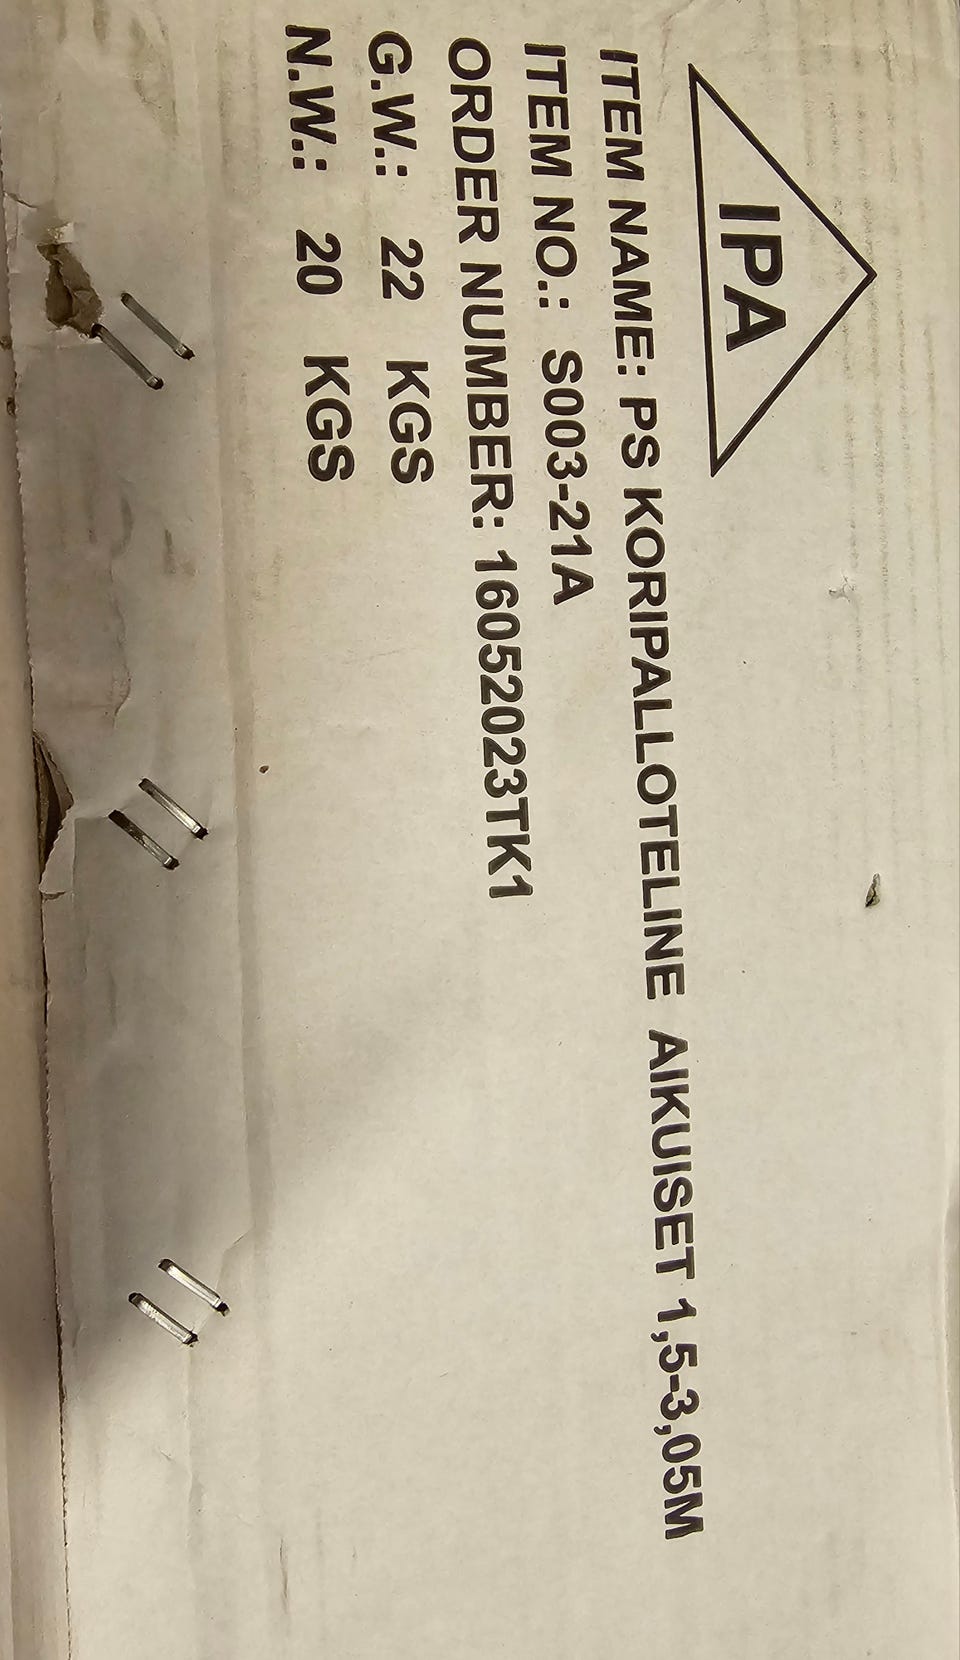 IPA
ITEM NAME: PS KORIPALLOTELINE AIKUISET 1,5-3,05M
ITEM NO.: S003-21A
ORDER NUMBER: 16052023TK1
G.W.: 22 KGS
N.W.: 20 KGS